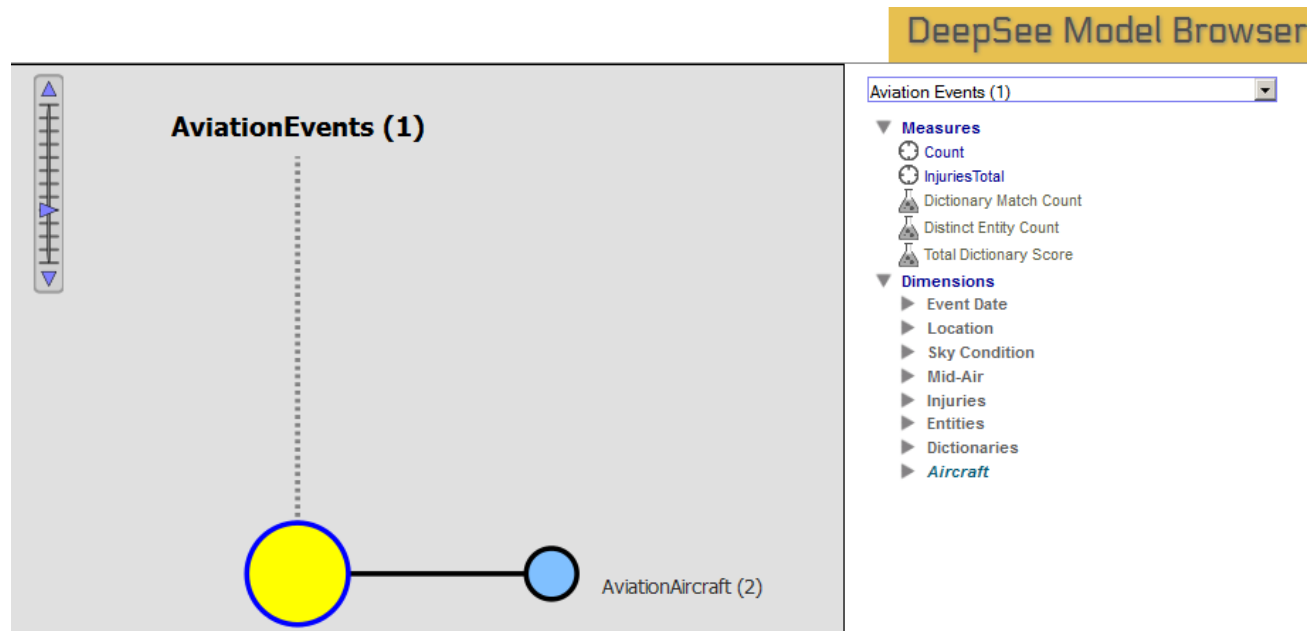 DeepSee Model Browser
AviationEvents (1)
AviationAircraft (2)
Aviation Events (1)
Measures
Count
InjuriesTotal
Dictionary Match Count
Distinct Entity Count
Total Dictionary Score
Dimensions
Event Date
Location
Sky Condition
Mid-Air
Injuries
Entities
Dictionaries
Aircraft